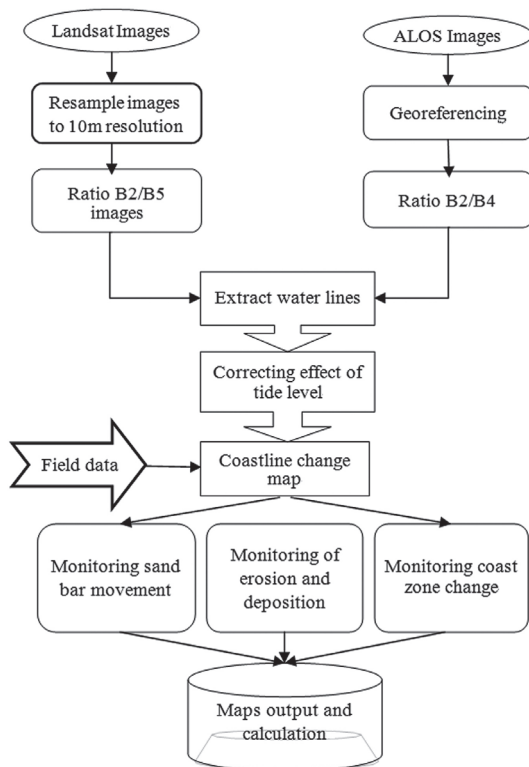 Landsat Images
ALOS Images
Resample images
to 10m resolution
Georeferencing
Ratio B2/B5
images
Ratio B2/B4
Extract water lines
Correcting effect of
tide level
Field data
Coastline change
map
Monitoring sand
bar movement
Monitoring of
erosion and
deposition
Monitoring coast
zone change
Maps output and
calculation